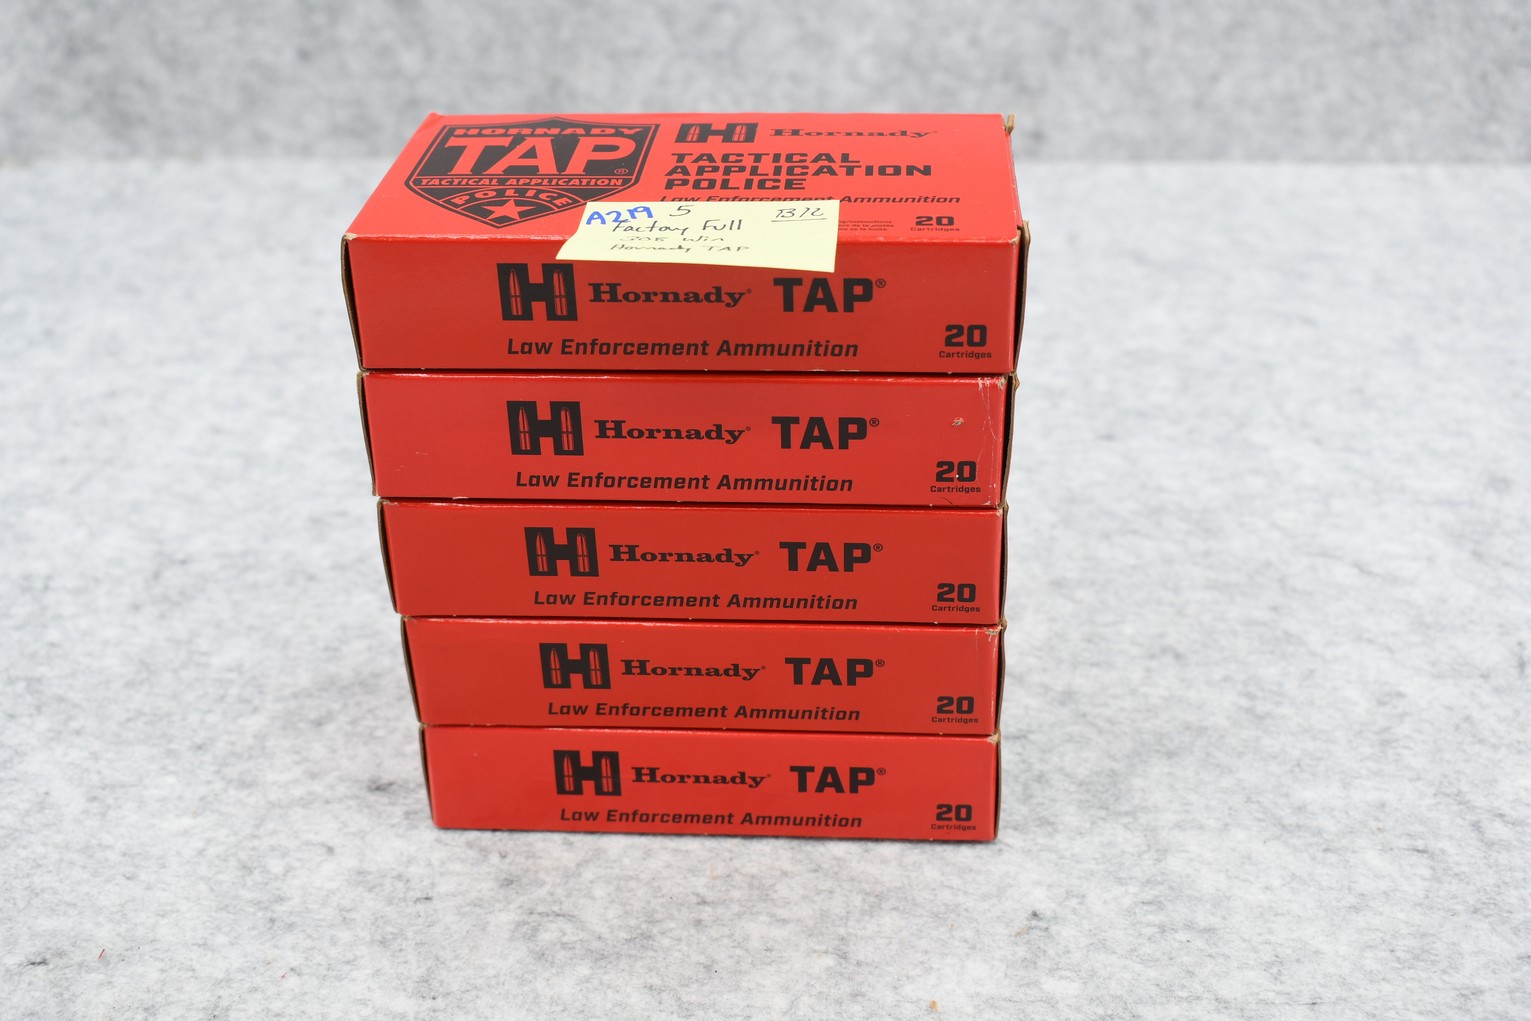 HORNADY
TAP®
TACTICAL APPLICATION
POLICE
Hornady®
TACTICAL
APPLICATION
POLICE
Law Enforcement Ammunition
20
A219 5
Factory Full
308 Win
Hornady TAP
Hornady® TAP®
Law Enforcement Ammunition
20
Cartridges
Hornady® TAP®
Law Enforcement Ammunition
20
Cartridges
Hornady® TAP®
Law Enforcement Ammunition
20
Cartridges
Hornady® TAP®
Law Enforcement Ammunition
20
Cartridges
Hornady® TAP®
Law Enforcement Ammunition
20
Cartridges